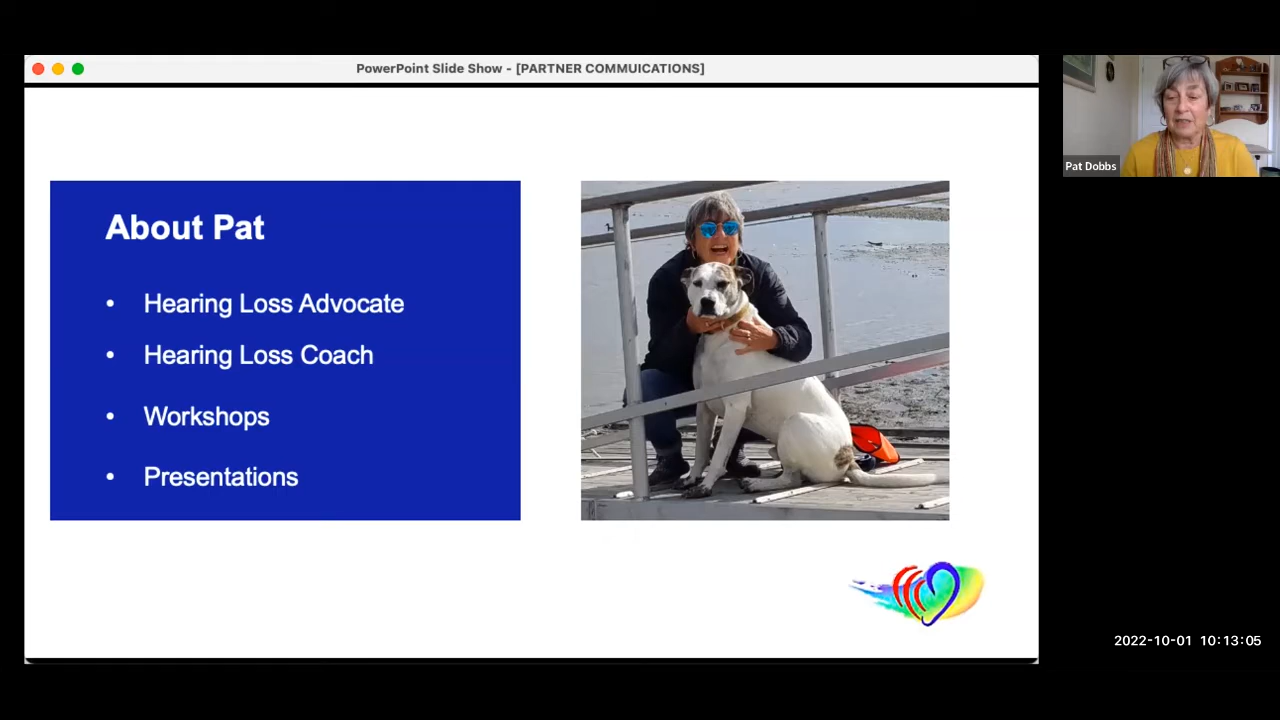 PowerPoint Slide Show - [PARTNER COMMUICATIONS]
About Pat
• Hearing Loss Advocate
• Hearing Loss Coach
• Workshops
• Presentations
Pat Dobbs
2022-10-01 10:13:05